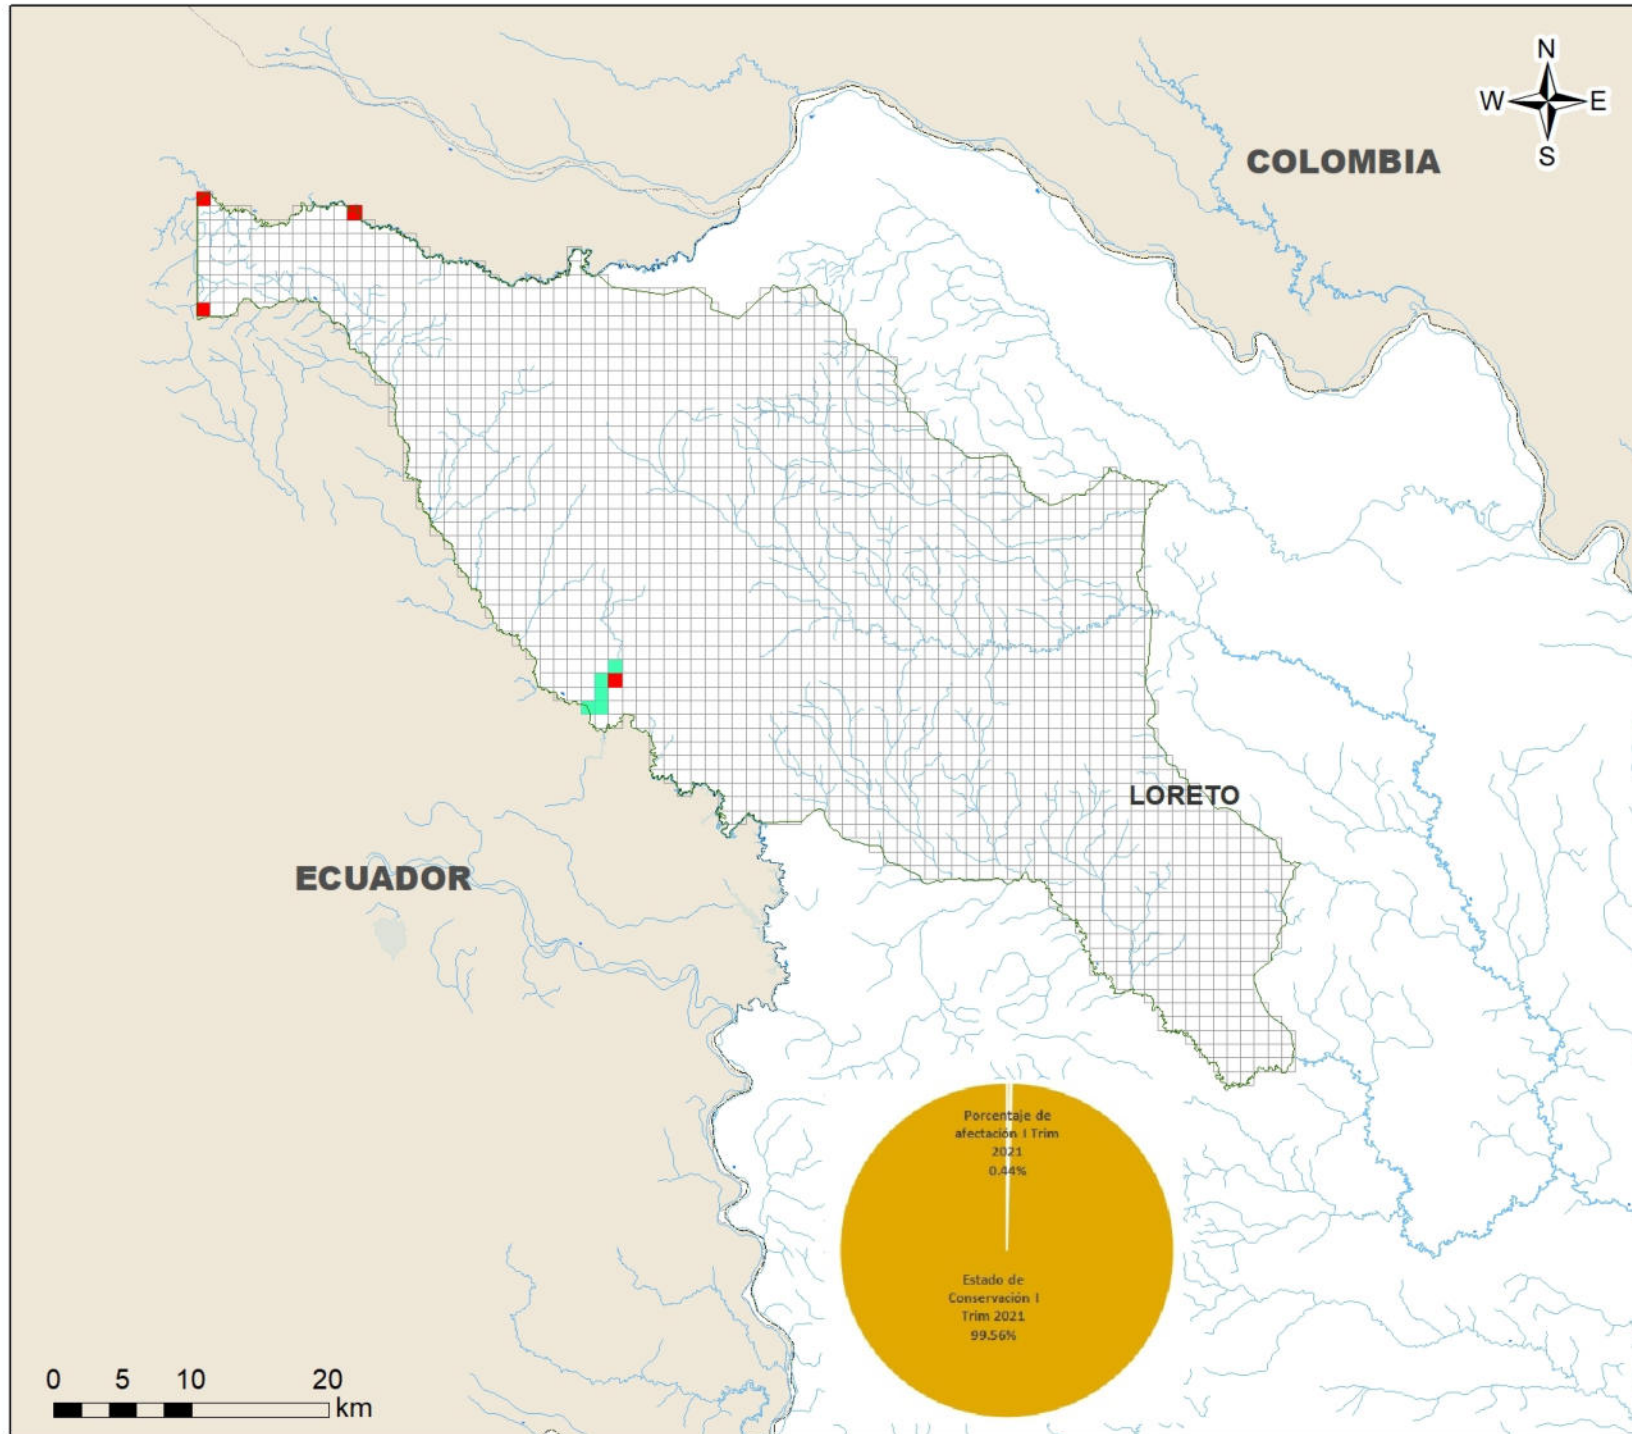 N
W E
S
COLOMBIA
LORETO
ECUADOR
Porcentaje de
afectación I Trim
2021
0.44%
Estado de
Conservación I
Trim 2021
99.56%
0 5 10 20
km